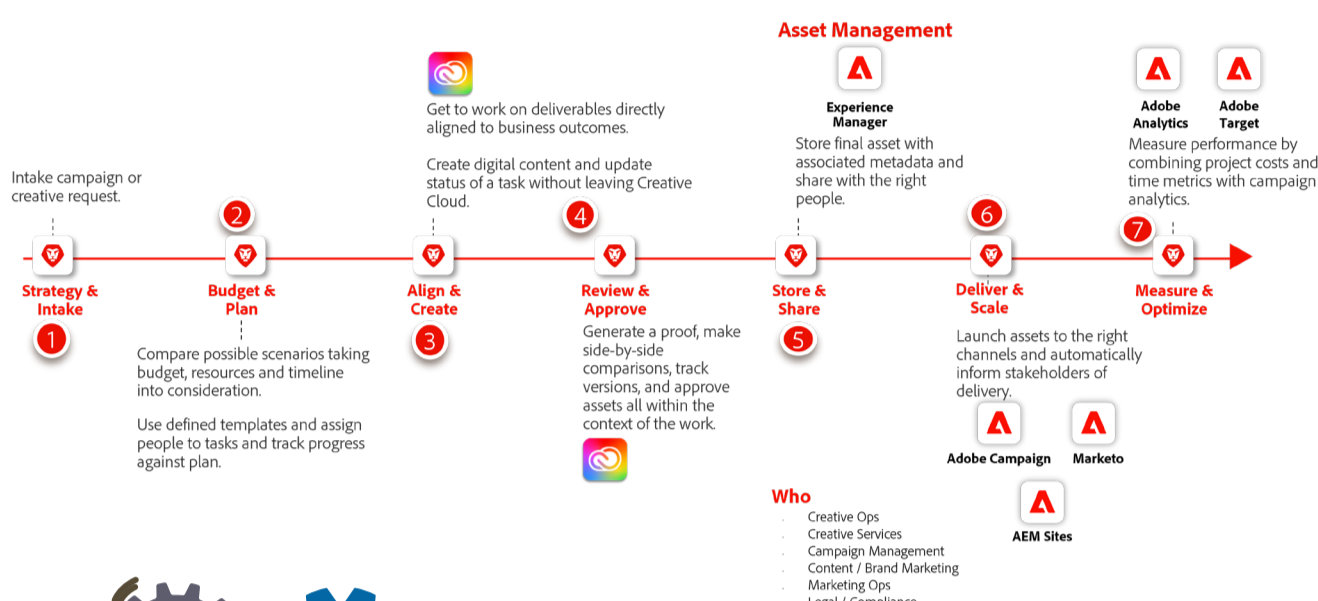 Asset Management
Experience
Manager
Store final asset with
associated metadata and
share with the right
people.
Adobe
Analytics
Adobe
Target
Measure performance by
combining project costs and
time metrics with campaign
analytics.
Get to work on deliverables directly
aligned to business outcomes.
Create digital content and update
status of a task without leaving Creative
Cloud.
Intake campaign or
creative request.
2
4
6
7
Strategy &
Intake
1
Budget &
Plan
Compare possible scenarios taking
budget, resources and timeline
into consideration.
Use defined templates and assign
people to tasks and track progress
against plan.
Align &
Create
3
Review &
Approve
Generate a proof, make
side-by-side
comparisons, track
versions, and approve
assets all within the
context of the work.
Store &
Share
5
Deliver &
Scale
Launch assets to the right
channels and automatically
inform stakeholders of
delivery.
Adobe Campaign
Marketo
AEM Sites
Measure &
Optimize
Who
Creative Ops
Creative Services
Campaign Management
Content / Brand Marketing
Marketing Ops
Legal / Compliance